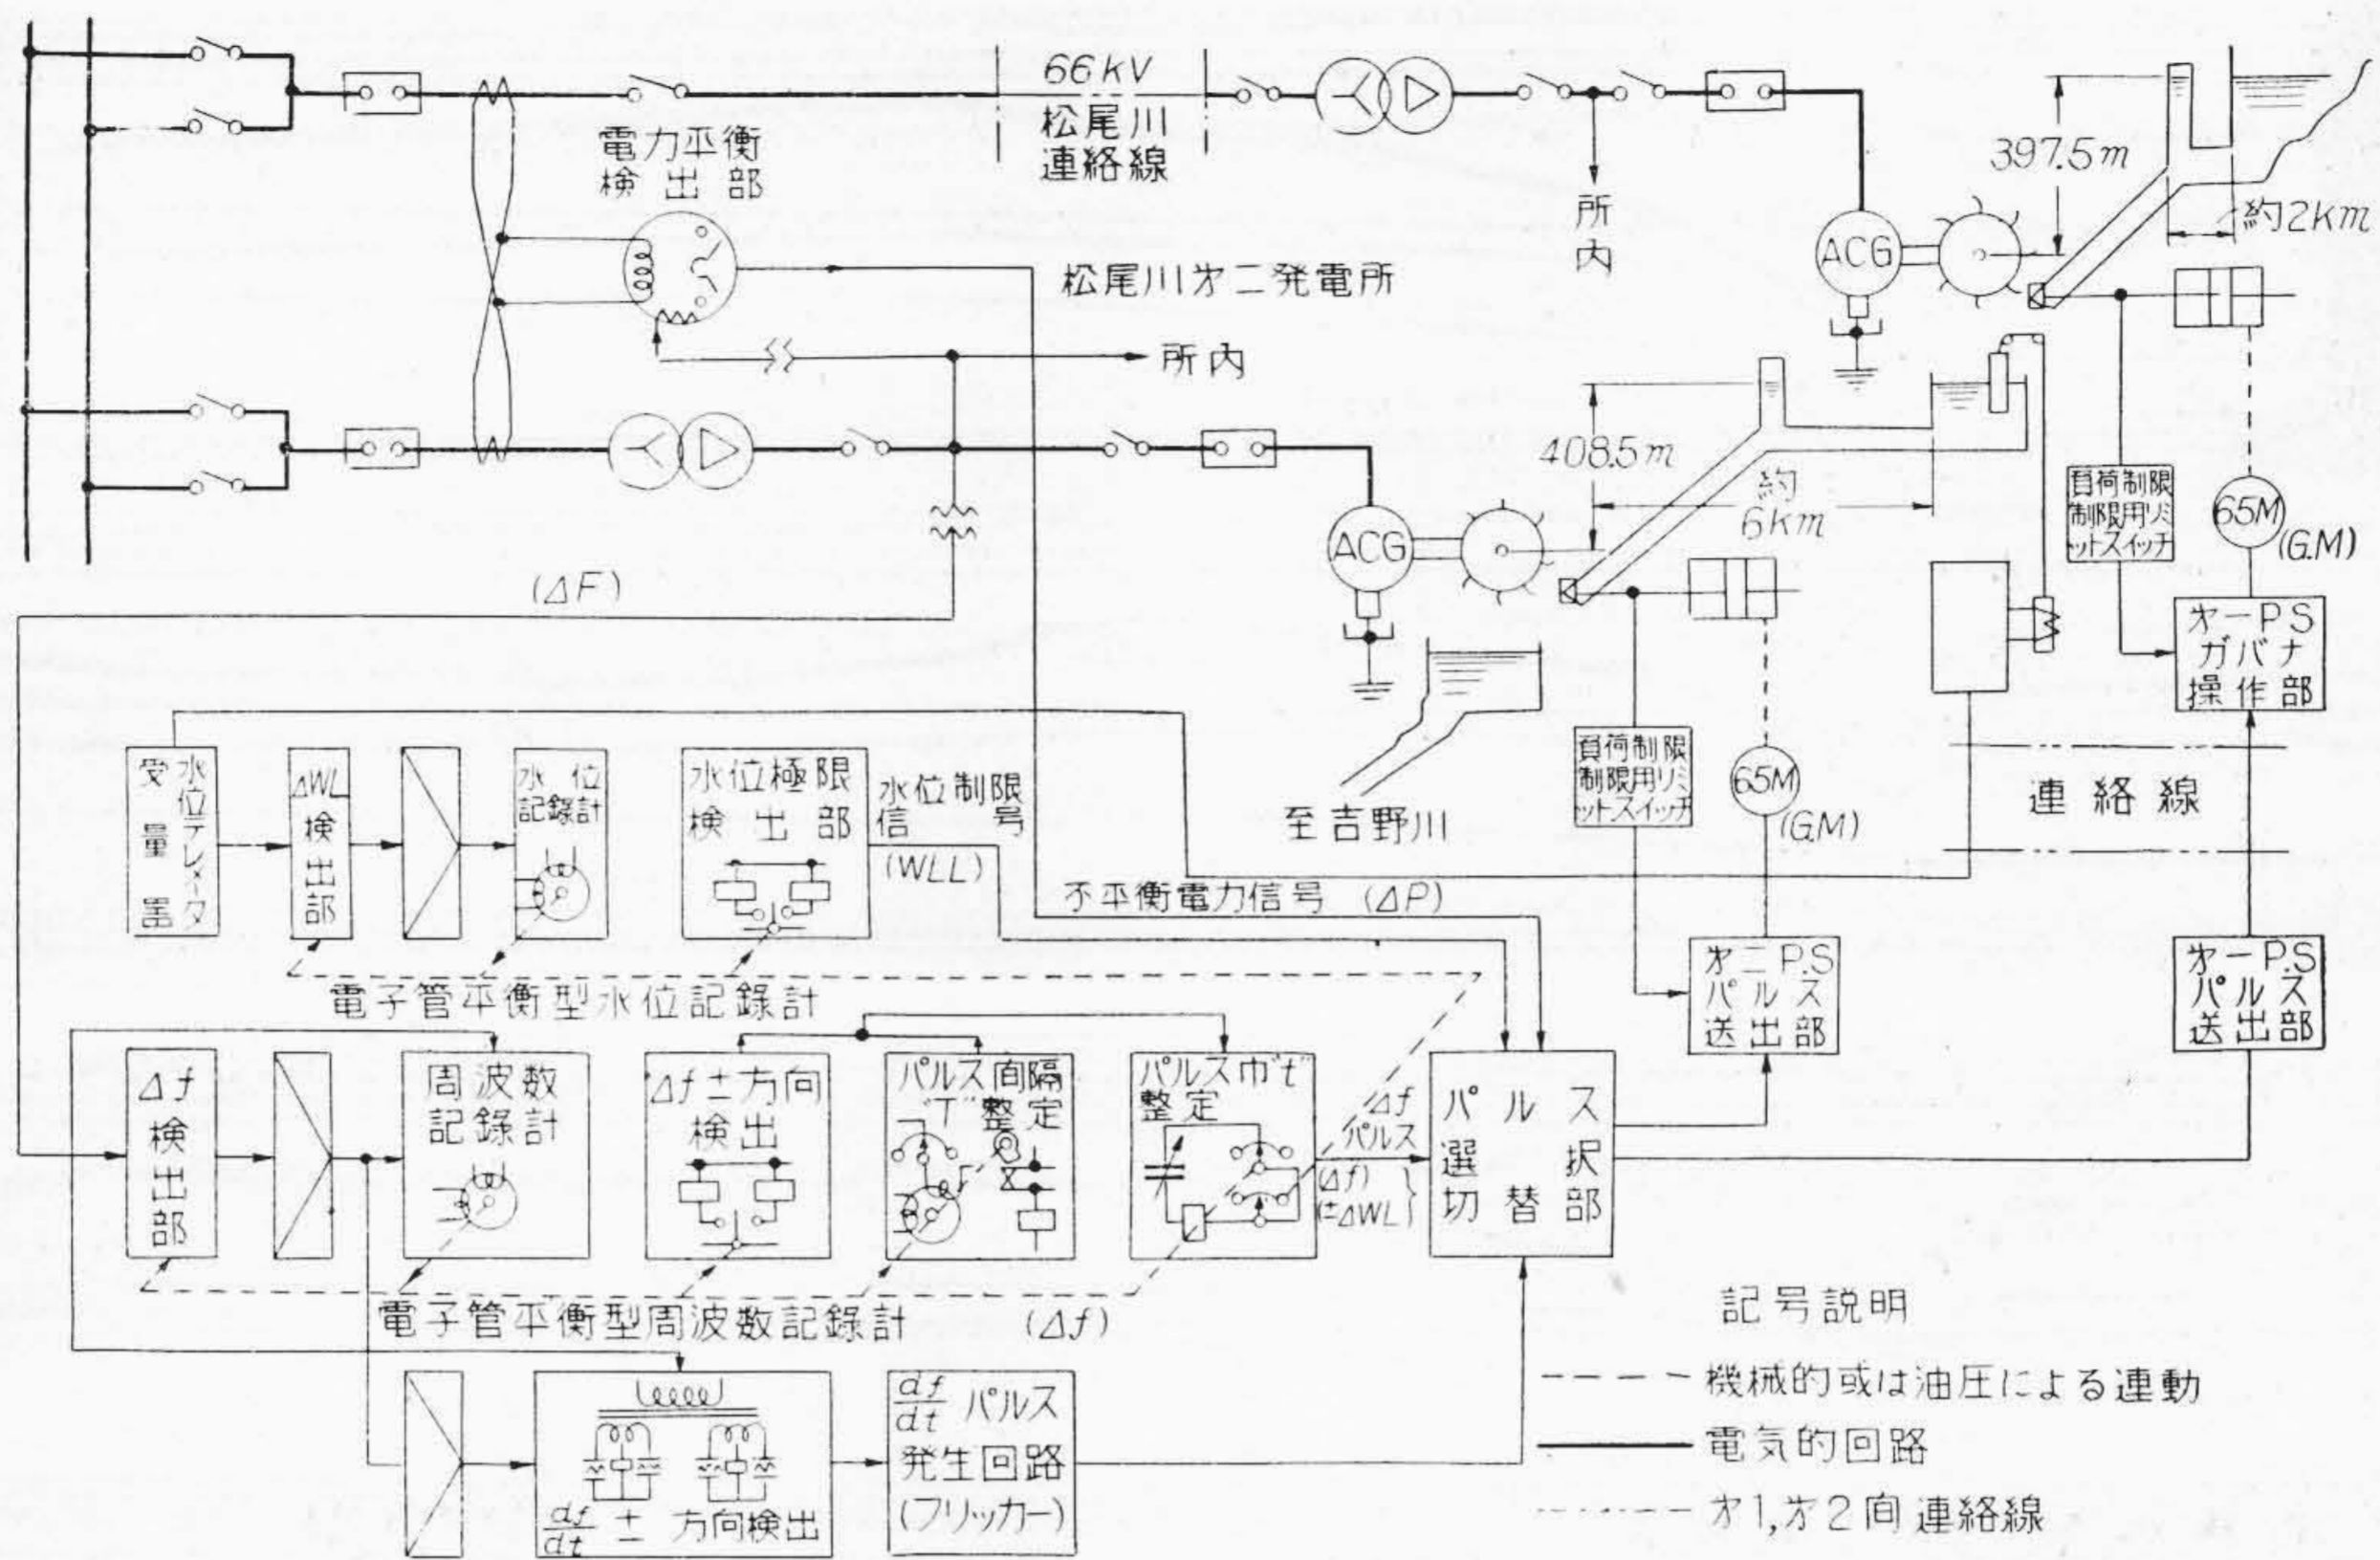 66kV
松尾川
連絡線
電力平衡
検出部
所内
397.5m
約2km
ACG
松尾川才二発電所
所内
408.5m
約
6km
ACG
負荷制限
制限用リミ
ットスイッチ
65M
(G.M)
才一P.S
ガバナ
操作部
(ΔF)
水位テレメータ
受量器
ΔWL
検出部
水位
記録計
水位極限
検出部
水位制限
信号
(WLL)
至吉野川
負荷制限
制限用リミ
ットスイッチ
65M
(G.M)
連絡線
不平衡電力信号 (ΔP)
電子管平衡型水位記録計
才二P.S
パルス
送出部
才一P.S
パルス
送出部
Δf
検出部
周波数
記録計
Δf±方向
検出
パルス間隔
"T"整定
パルス巾"t"
整定
Δf
パルス
(Δf)
(±ΔWL)
パルス
選択
切替部
電子管平衡型周波数記録計 (Δf)
df/dt ± 方向検出
df/dt パルス
発生回路
(フリッカー)
記号説明
機械的或は油圧による連動
電気的回路
才1,才2間連絡線